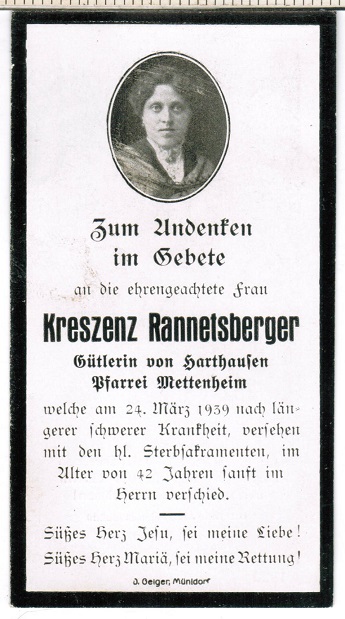 Zum Andenken
im Gebete
an die ehrengeachtete Frau
Kreszenz Rannetsberger
Gütlerin von Harthausen
Pfarrei Mettenheim
welche am 24. März 1939 nach län-
gerer schwerer Krankheit, versehen
mit den hl. Sterbsakramenten, im
Alter von 42 Jahren sanft im
Herrn verschied.
Süßes Herz Jesu, sei meine Liebe!
Süßes Herz Mariä, sei meine Rettung!
J. Geiger, Mühldorf